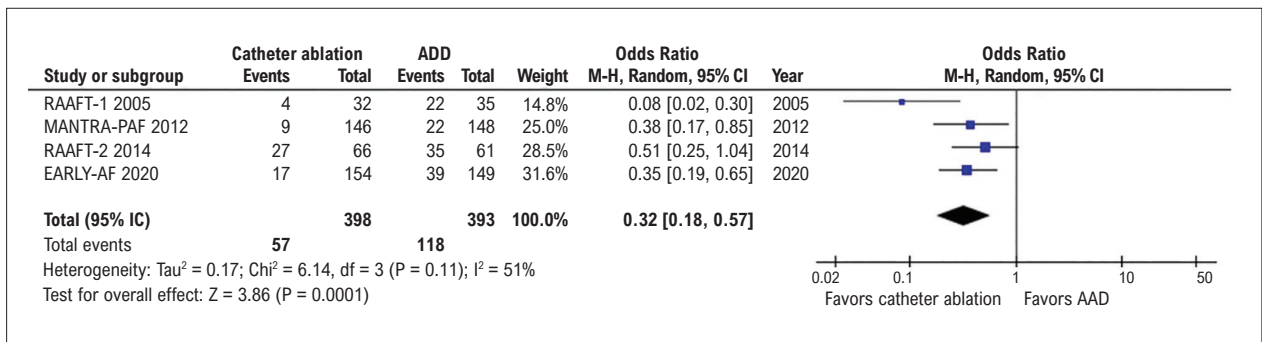 Catheter ablation ADD Odds Ratio Odds Ratio
Study or subgroup Events Total Events Total Weight M-H, Random, 95% CI Year M-H, Random, 95% CI
RAAFT-1 2005 4 32 22 35 14.8% 0.08 [0.02, 0.30] 2005
MANTRA-PAF 2012 9 146 22 148 25.0% 0.38 [0.17, 0.85] 2012
RAAFT-2 2014 27 66 35 61 28.5% 0.51 [0.25, 1.04] 2014
EARLY-AF 2020 17 154 39 149 31.6% 0.35 [0.19, 0.65] 2020
Total (95% IC) 398 393 100.0% 0.32 [0.18, 0.57]
Total events 57 118
Heterogeneity: Tau² = 0.17; Chi² = 6.14, df = 3 (P = 0.11); I² = 51%
Test for overall effect: Z = 3.86 (P = 0.0001)
0.02 0.1 1 10 50
Favors catheter ablation Favors AAD